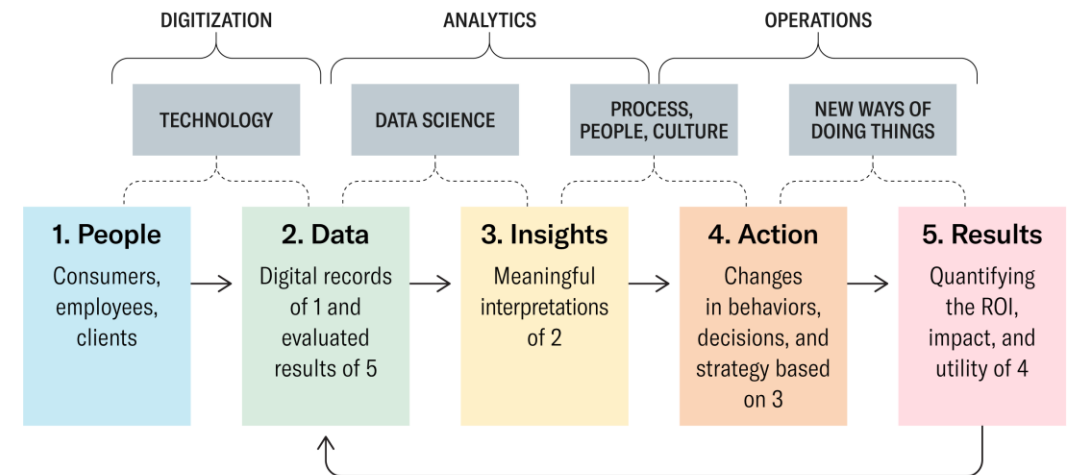 DIGITIZATION
ANALYTICS
OPERATIONS
TECHNOLOGY
DATA SCIENCE
PROCESS,
PEOPLE, CULTURE
NEW WAYS OF
DOING THINGS
1. People
Consumers,
employees,
clients
2. Data
Digital records
of 1 and
evaluated
results of 5
3. Insights
Meaningful
interpretations
of 2
4. Action
Changes
in behaviors,
decisions, and
strategy based
on 3
5. Results
Quantifying
the ROI,
impact, and
utility of 4